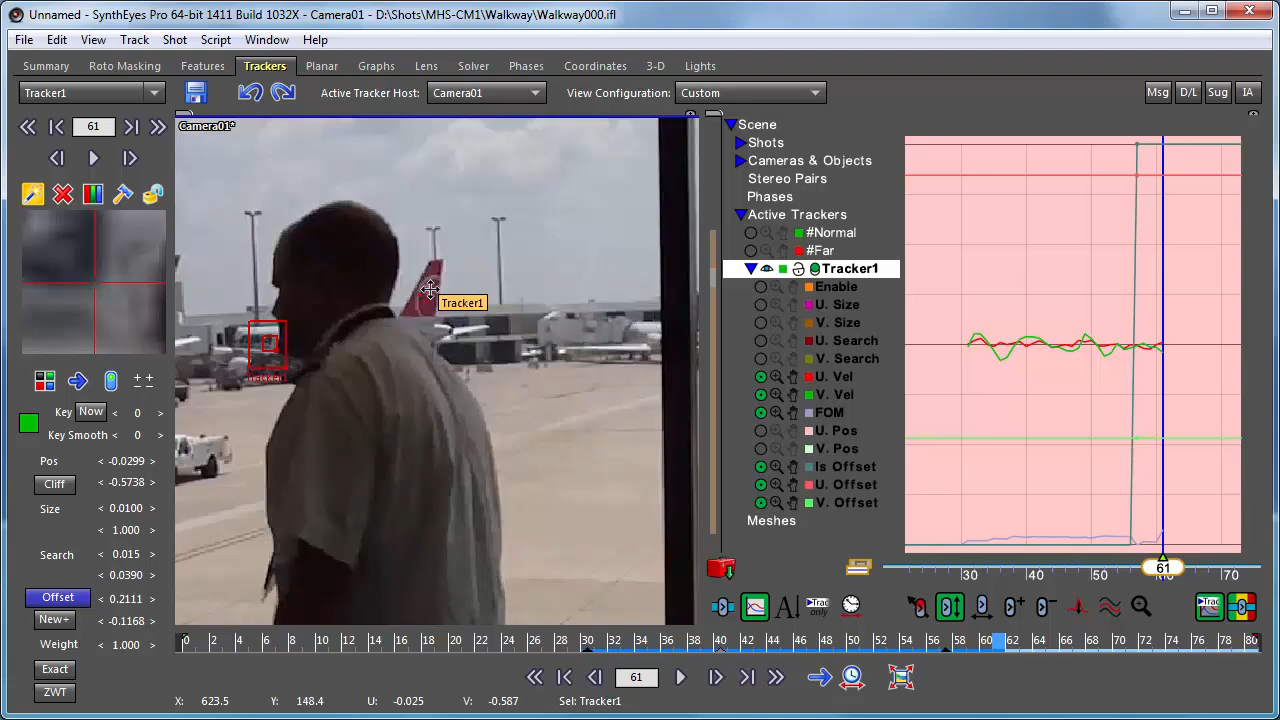 Unnamed - SynthEyes Pro 64-bit 1411 Build 1032X - Camera01 - D:\Shots\MHS-CM1\Walkway\Walkway000.ifl
File Edit View Track Shot Script Window Help
Summary Roto Masking Features Trackers Planar Graphs Lens Solver Phases Coordinates 3-D Lights
Tracker1 Active Tracker Host: Camera01 View Configuration: Custom Msg D/L Sug IA
61
Camera01*
Key Now < 0 >
Key Smooth < 0 >
Pos < -0.0299 >
Cliff < -0.5738 >
Size < 0.0100 >
< 1.000 >
Search < 0.015 >
< 0.0390 >
Offset < 0.2111 >
New+ < -0.1168 >
Weight < 1.000 >
Exact
ZWT
Tracker1
Tracker1
Scene
Shots
Cameras & Objects
Stereo Pairs
Phases
Active Trackers
#Normal
#Far
Tracker1
Enable
U. Size
V. Size
U. Search
V. Search
U. Vel
V. Vel
FOM
U. Pos
V. Pos
Is Offset
U. Offset
V. Offset
Meshes
30 40 50 61 70
A Trac only Trac
0 2 4 6 8 10 12 14 16 18 20 22 24 26 28 30 32 34 36 38 40 42 44 46 48 50 52 54 56 58 60 62 64 66 68 70 72 74 76 78 80
61
X: 623.5 Y: 148.4 U: -0.025 V: -0.587 Sel: Tracker1